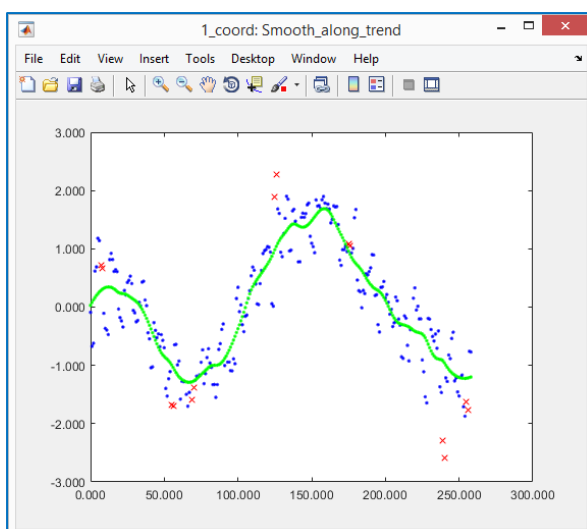 1_coord: Smooth_along_trend
File Edit View Insert Tools Desktop Window Help
3.000
2.000
1.000
0.000
-1.000
-2.000
-3.000
0.000 50.000 100.000 150.000 200.000 250.000 300.000